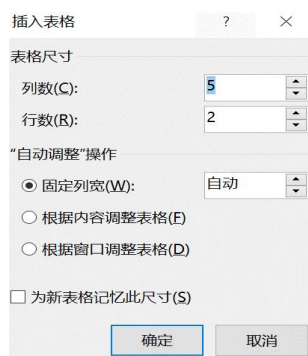 插入表格 ? ×
表格尺寸
列数(C): 5
行数(R): 2
“自动调整”操作
固定列宽(W): 自动
根据内容调整表格(F)
根据窗口调整表格(D)
为新表格记忆此尺寸(S)
确定 取消